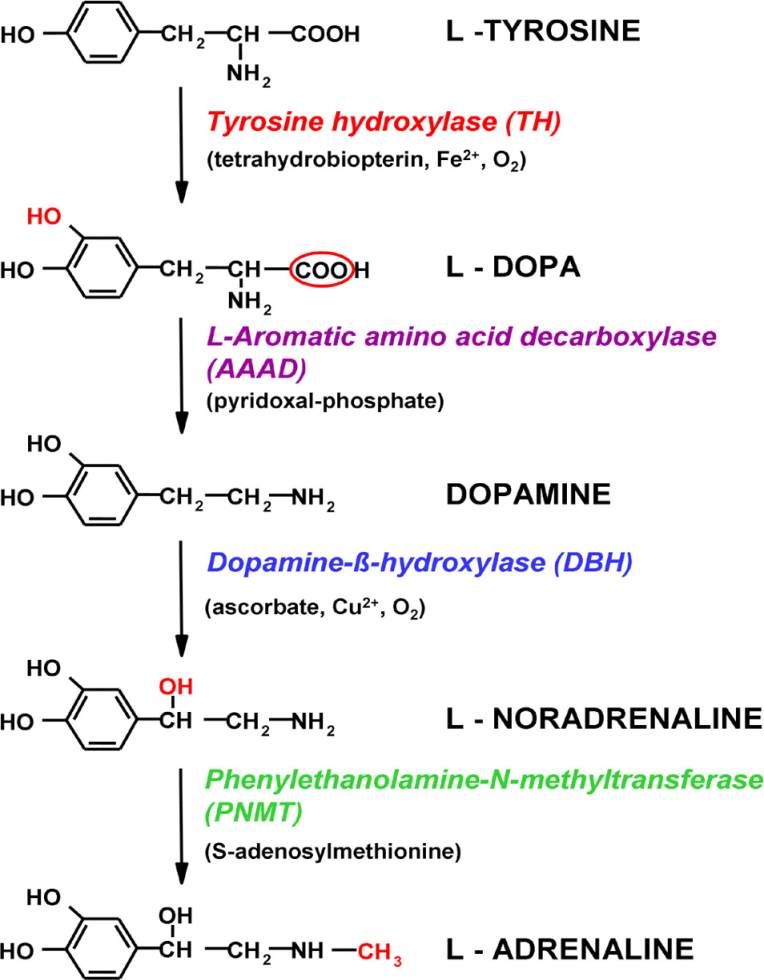 HO CH2 CH COOH L -TYROSINE
NH2
Tyrosine hydroxylase (TH)
(tetrahydrobiopterin, Fe2+, O2)
HO
HO CH2 CH COOH L - DOPA
NH2
L-Aromatic amino acid decarboxylase
(AAAD)
(pyridoxal-phosphate)
HO
HO CH2 CH2 NH2 DOPAMINE
Dopamine-ß-hydroxylase (DBH)
(ascorbate, Cu2+, O2)
HO OH
HO CH CH2 NH2 L - NORADRENALINE
Phenylethanolamine-N-methyltransferase
(PNMT)
(S-adenosylmethionine)
HO OH
HO CH CH2 NH CH3 L - ADRENALINE